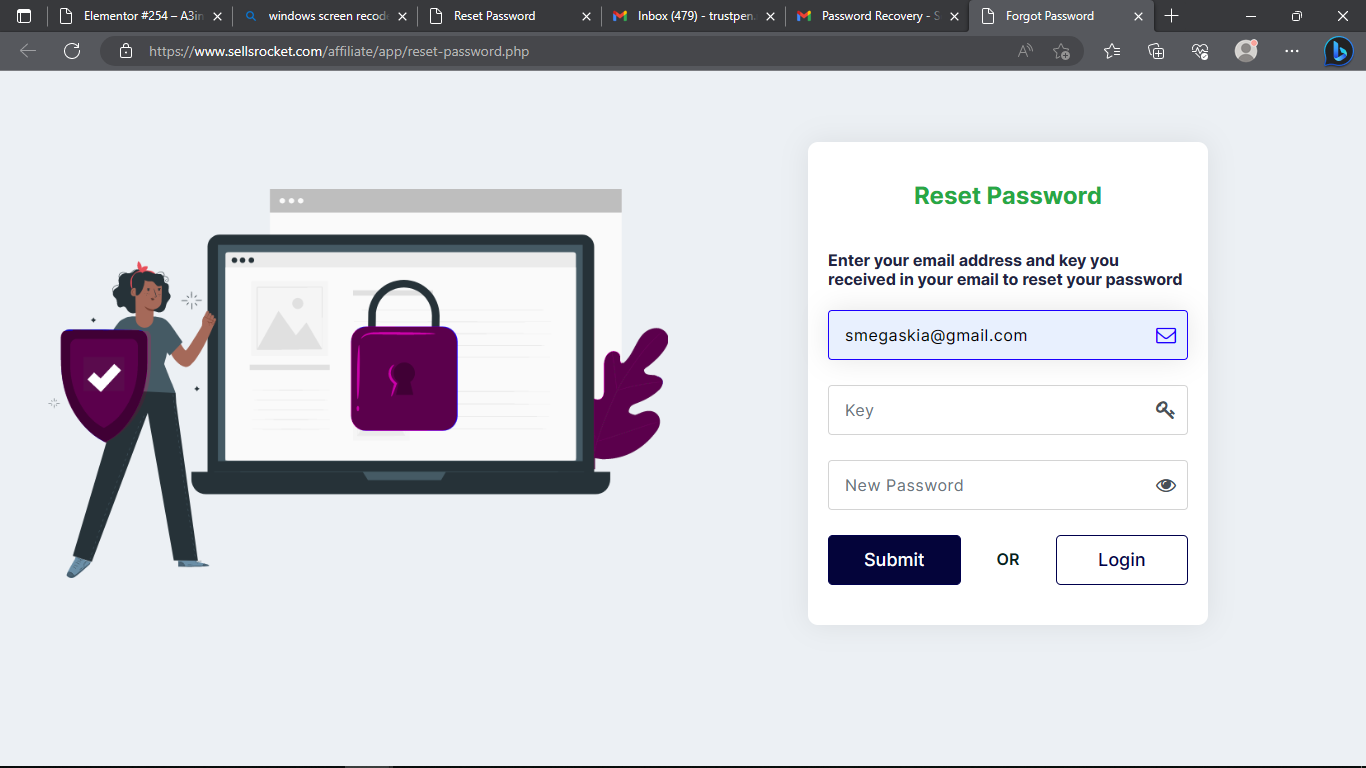 Elementor #254 – A3in
windows screen recode
Reset Password
Inbox (479) - trustpen.
Password Recovery - S
Forgot Password
https://www.sellsrocket.com/affiliate/app/reset-password.php
Reset Password
Enter your email address and key you
received in your email to reset your password
smegaskia@gmail.com
Key
New Password
Submit
OR
Login